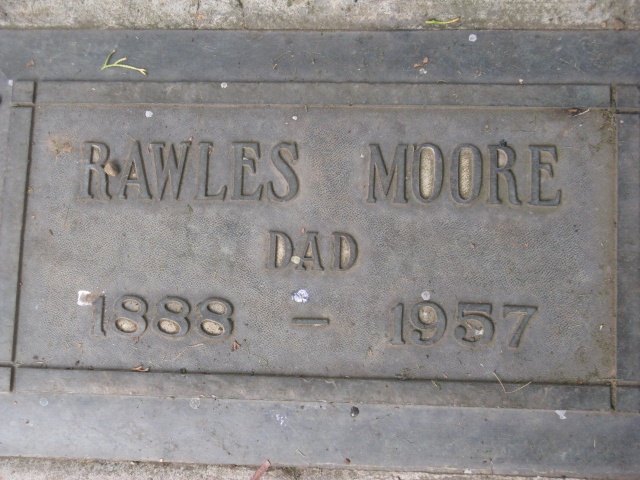 RAWLES MOORE
DAD
1888 – 1957